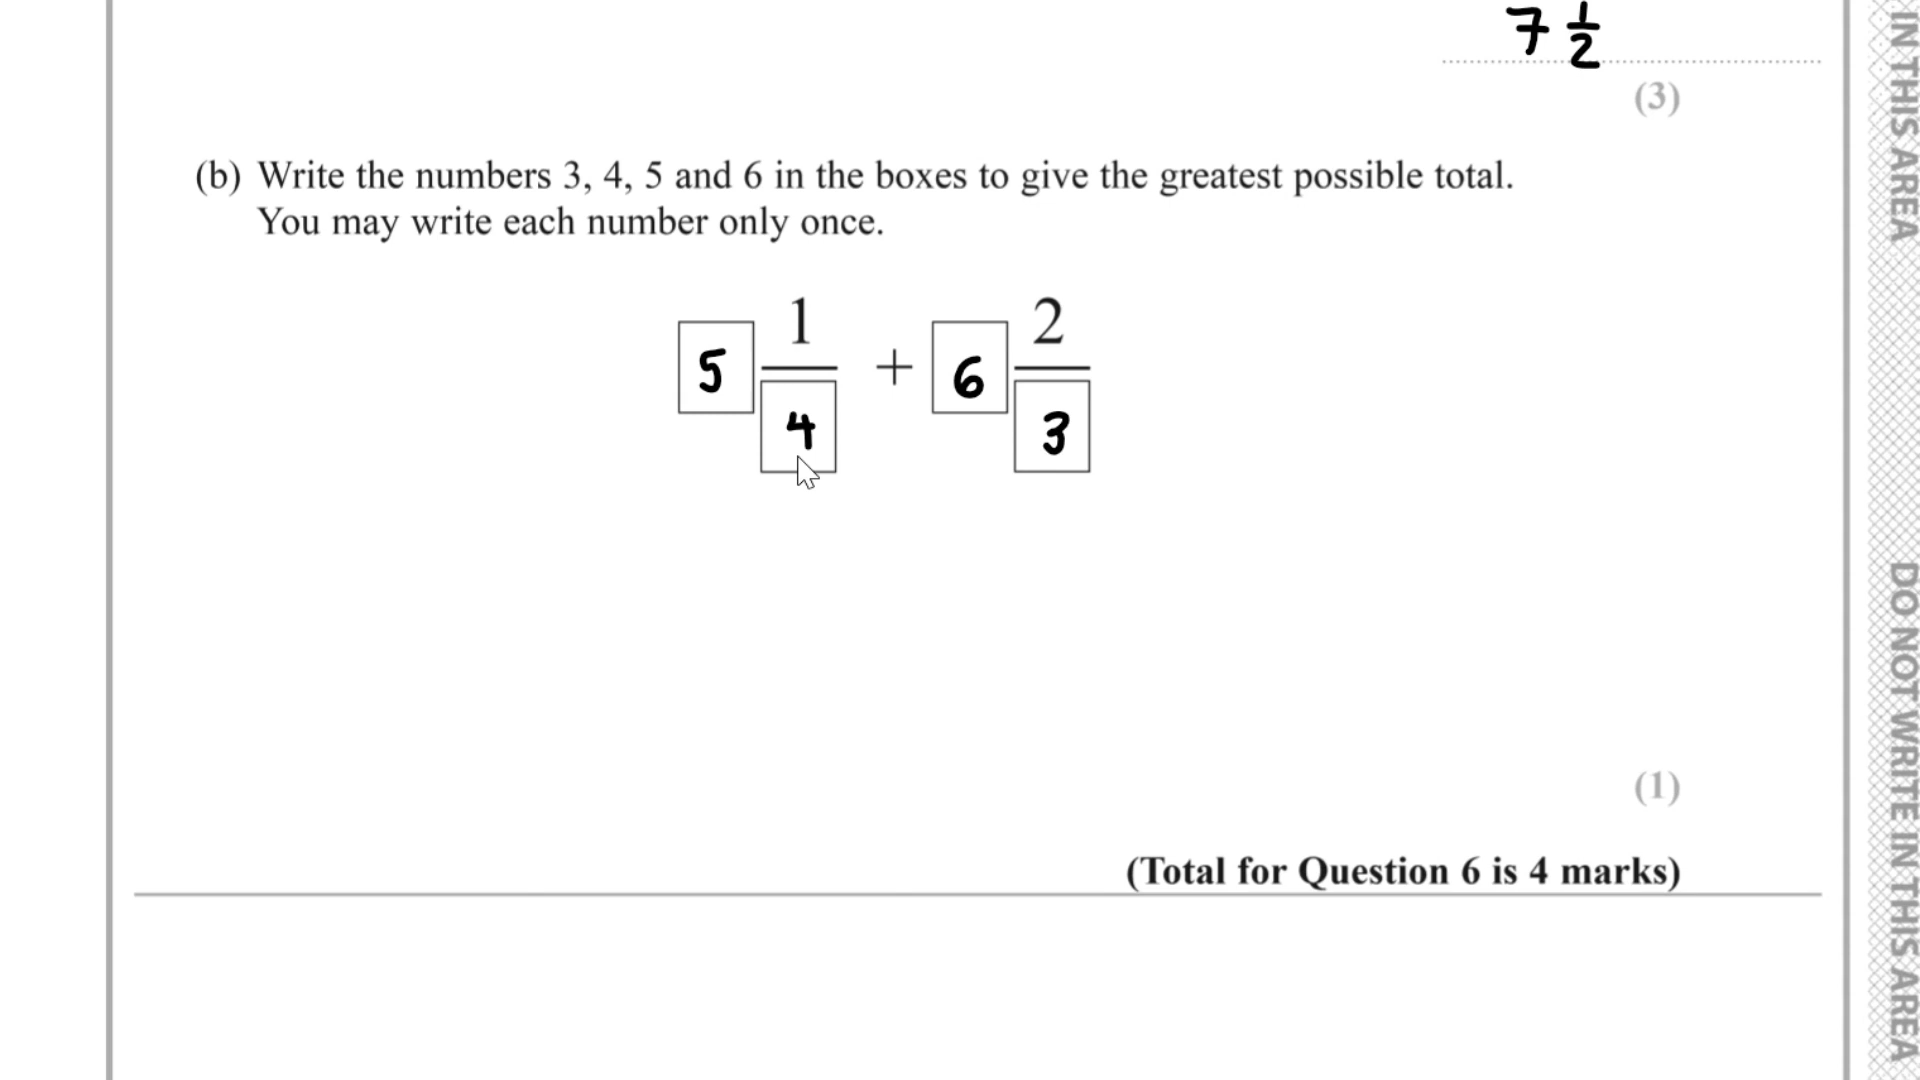 7 1/2
(3)
(b) Write the numbers 3, 4, 5 and 6 in the boxes to give the greatest possible total.
You may write each number only once.
5 1/4 + 6 2/3
(1)
(Total for Question 6 is 4 marks)
IN THIS AREA
DO NOT WRITE IN THIS AREA